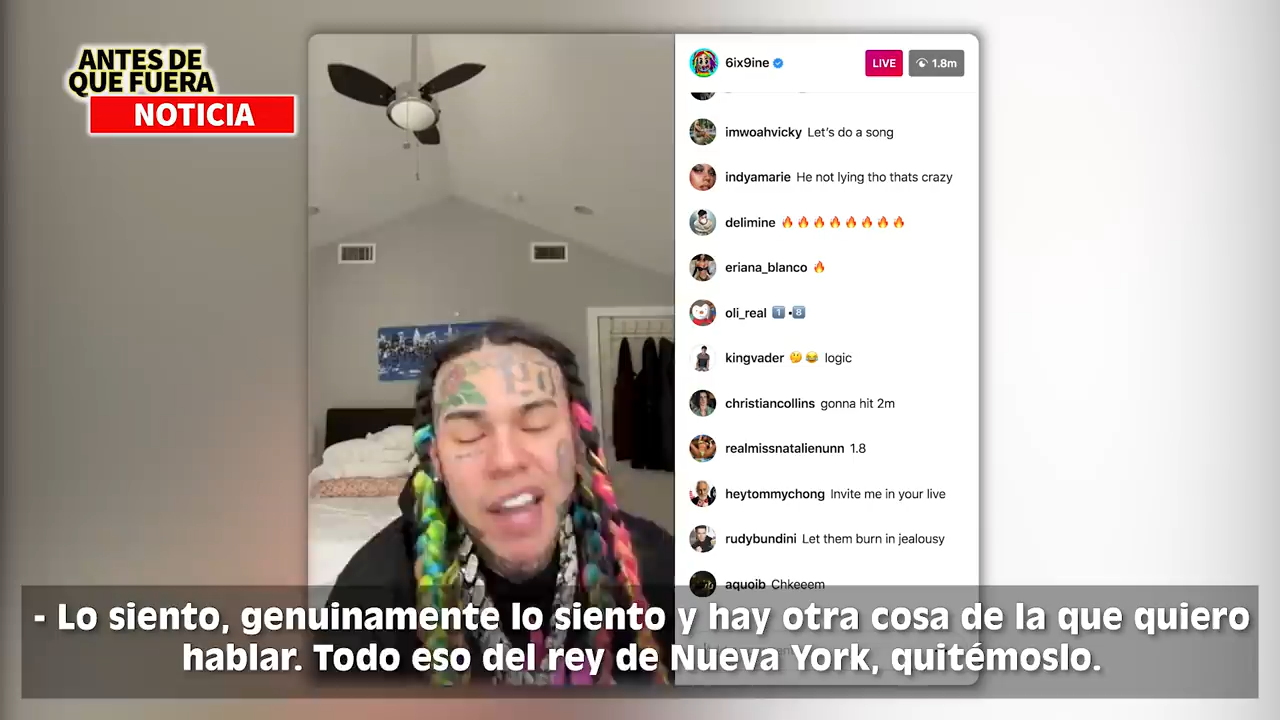 ANTES DE
QUE FUERA
NOTICIA
6ix9ine
LIVE
1.8m
imwoahvicky Let's do a song
indyamarie He not lying tho thats crazy
delimine 🔥🔥🔥🔥🔥🔥🔥🔥
eriana_blanco 🔥
oli_real 1️⃣•8️⃣
kingvader 🤔😂 logic
christiancollins gonna hit 2m
realmissnatalienunn 1.8
heytommychong Invite me in your live
rudybundini Let them burn in jealousy
aquoib Chkeeem
- Lo siento, genuinamente lo siento y hay otra cosa de la que quiero
hablar. Todo eso del rey de Nueva York, quitémoslo.